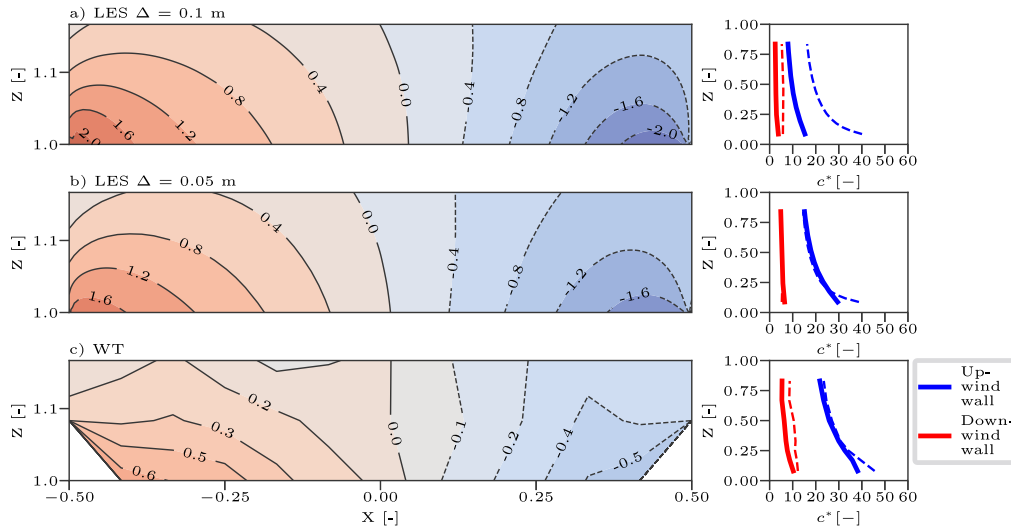 a) LES Δ = 0.1 m
Z [-]
1.1
1.0
2.0
1.6
1.2
0.8
0.4
0.0
-0.4
-0.8
-1.2
-1.6
-2.0
Z [-]
1.00
0.75
0.50
0.25
0.00
0 10 20 30 40 50 60
c* [−]
b) LES Δ = 0.05 m
Z [-]
1.1
1.0
1.6
1.2
0.8
0.4
0.0
-0.4
-0.8
-1.2
-1.6
Z [-]
1.00
0.75
0.50
0.25
0.00
0 10 20 30 40 50 60
c* [−]
c) WT
Z [-]
1.1
1.0
0.6
0.5
0.3
0.2
0.0
-0.1
-0.2
-0.4
-0.5
−0.50 −0.25 0.00 0.25 0.50
X [-]
Z [-]
1.00
0.75
0.50
0.25
0.00
0 10 20 30 40 50 60
c* [−]
Up-
wind
wall
Down-
wind
wall